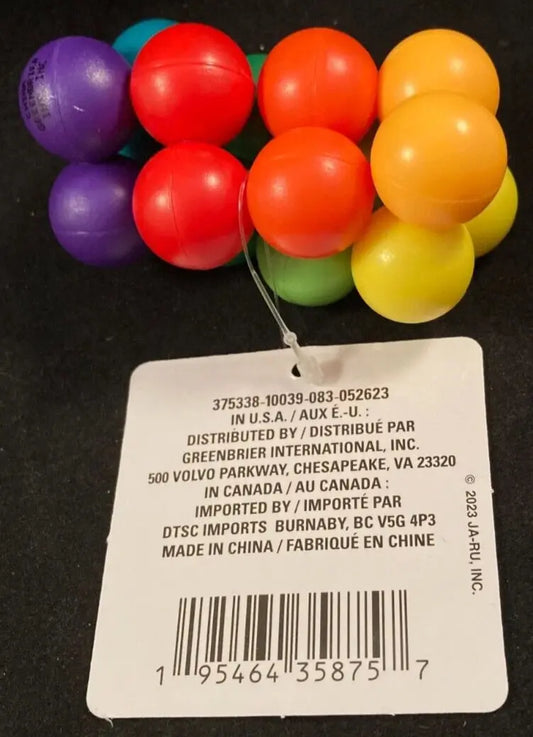 375338-10039-083-052623
IN U.S.A. / AUX É.-U. :
DISTRIBUTED BY / DISTRIBUÉ PAR
GREENBRIER INTERNATIONAL, INC.
500 VOLVO PARKWAY, CHESAPEAKE, VA 23320
IN CANADA / AU CANADA :
IMPORTED BY / IMPORTÉ PAR
DTSC IMPORTS BURNABY, BC V5G 4P3
MADE IN CHINA / FABRIQUÉ EN CHINE
© 2023 JA-RU, INC.
1 95464 35875 7